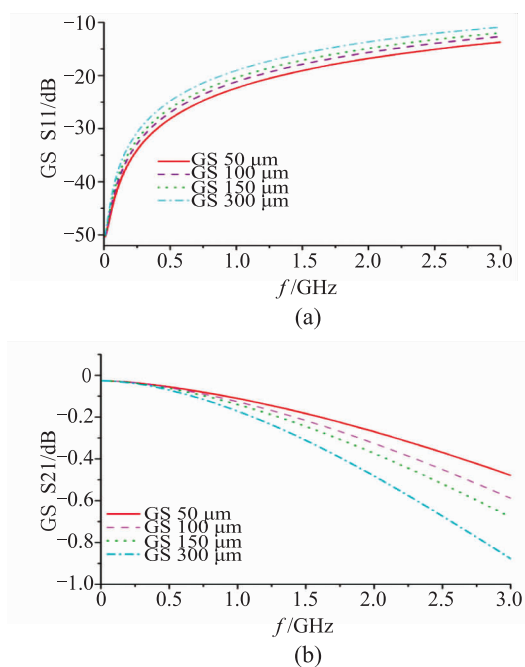 −10
−20
−30
−40
−50
GS S11/dB
GS 50 μm
GS 100 μm
GS 150 μm
GS 300 μm
0 0.5 1.0 1.5 2.0 2.5 3.0
f/GHz
(a)
0
−0.2
−0.4
−0.6
−0.8
−1.0
GS S21/dB
GS 50 μm
GS 100 μm
GS 150 μm
GS 300 μm
0 0.5 1.0 1.5 2.0 2.5 3.0
f/GHz
(b)